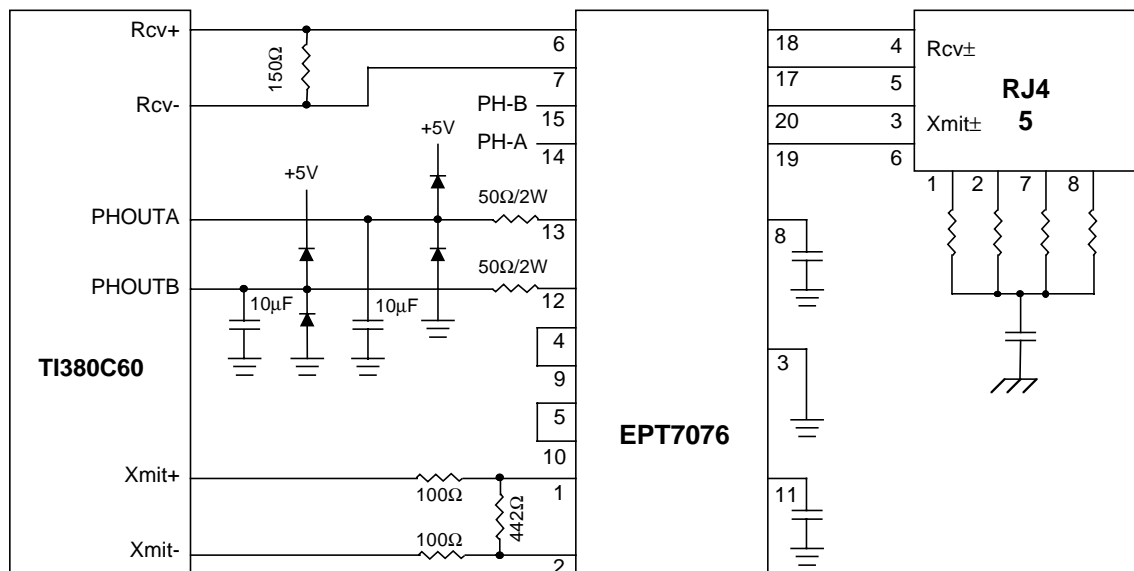 Rcv+
150Ω
Rcv-
PHOUTA
PHOUTB
TI380C60
Xmit+
Xmit-
+5V
+5V
10µF
10µF
PH-B
PH-A
50Ω/2W
50Ω/2W
100Ω
100Ω
442Ω
6
7
15
14
13
12
4
9
5
10
1
2
EPT7076
18
17
20
19
8
3
11
4
5
3
6
Rcv±
Xmit±
RJ4
5
1
2
7
8